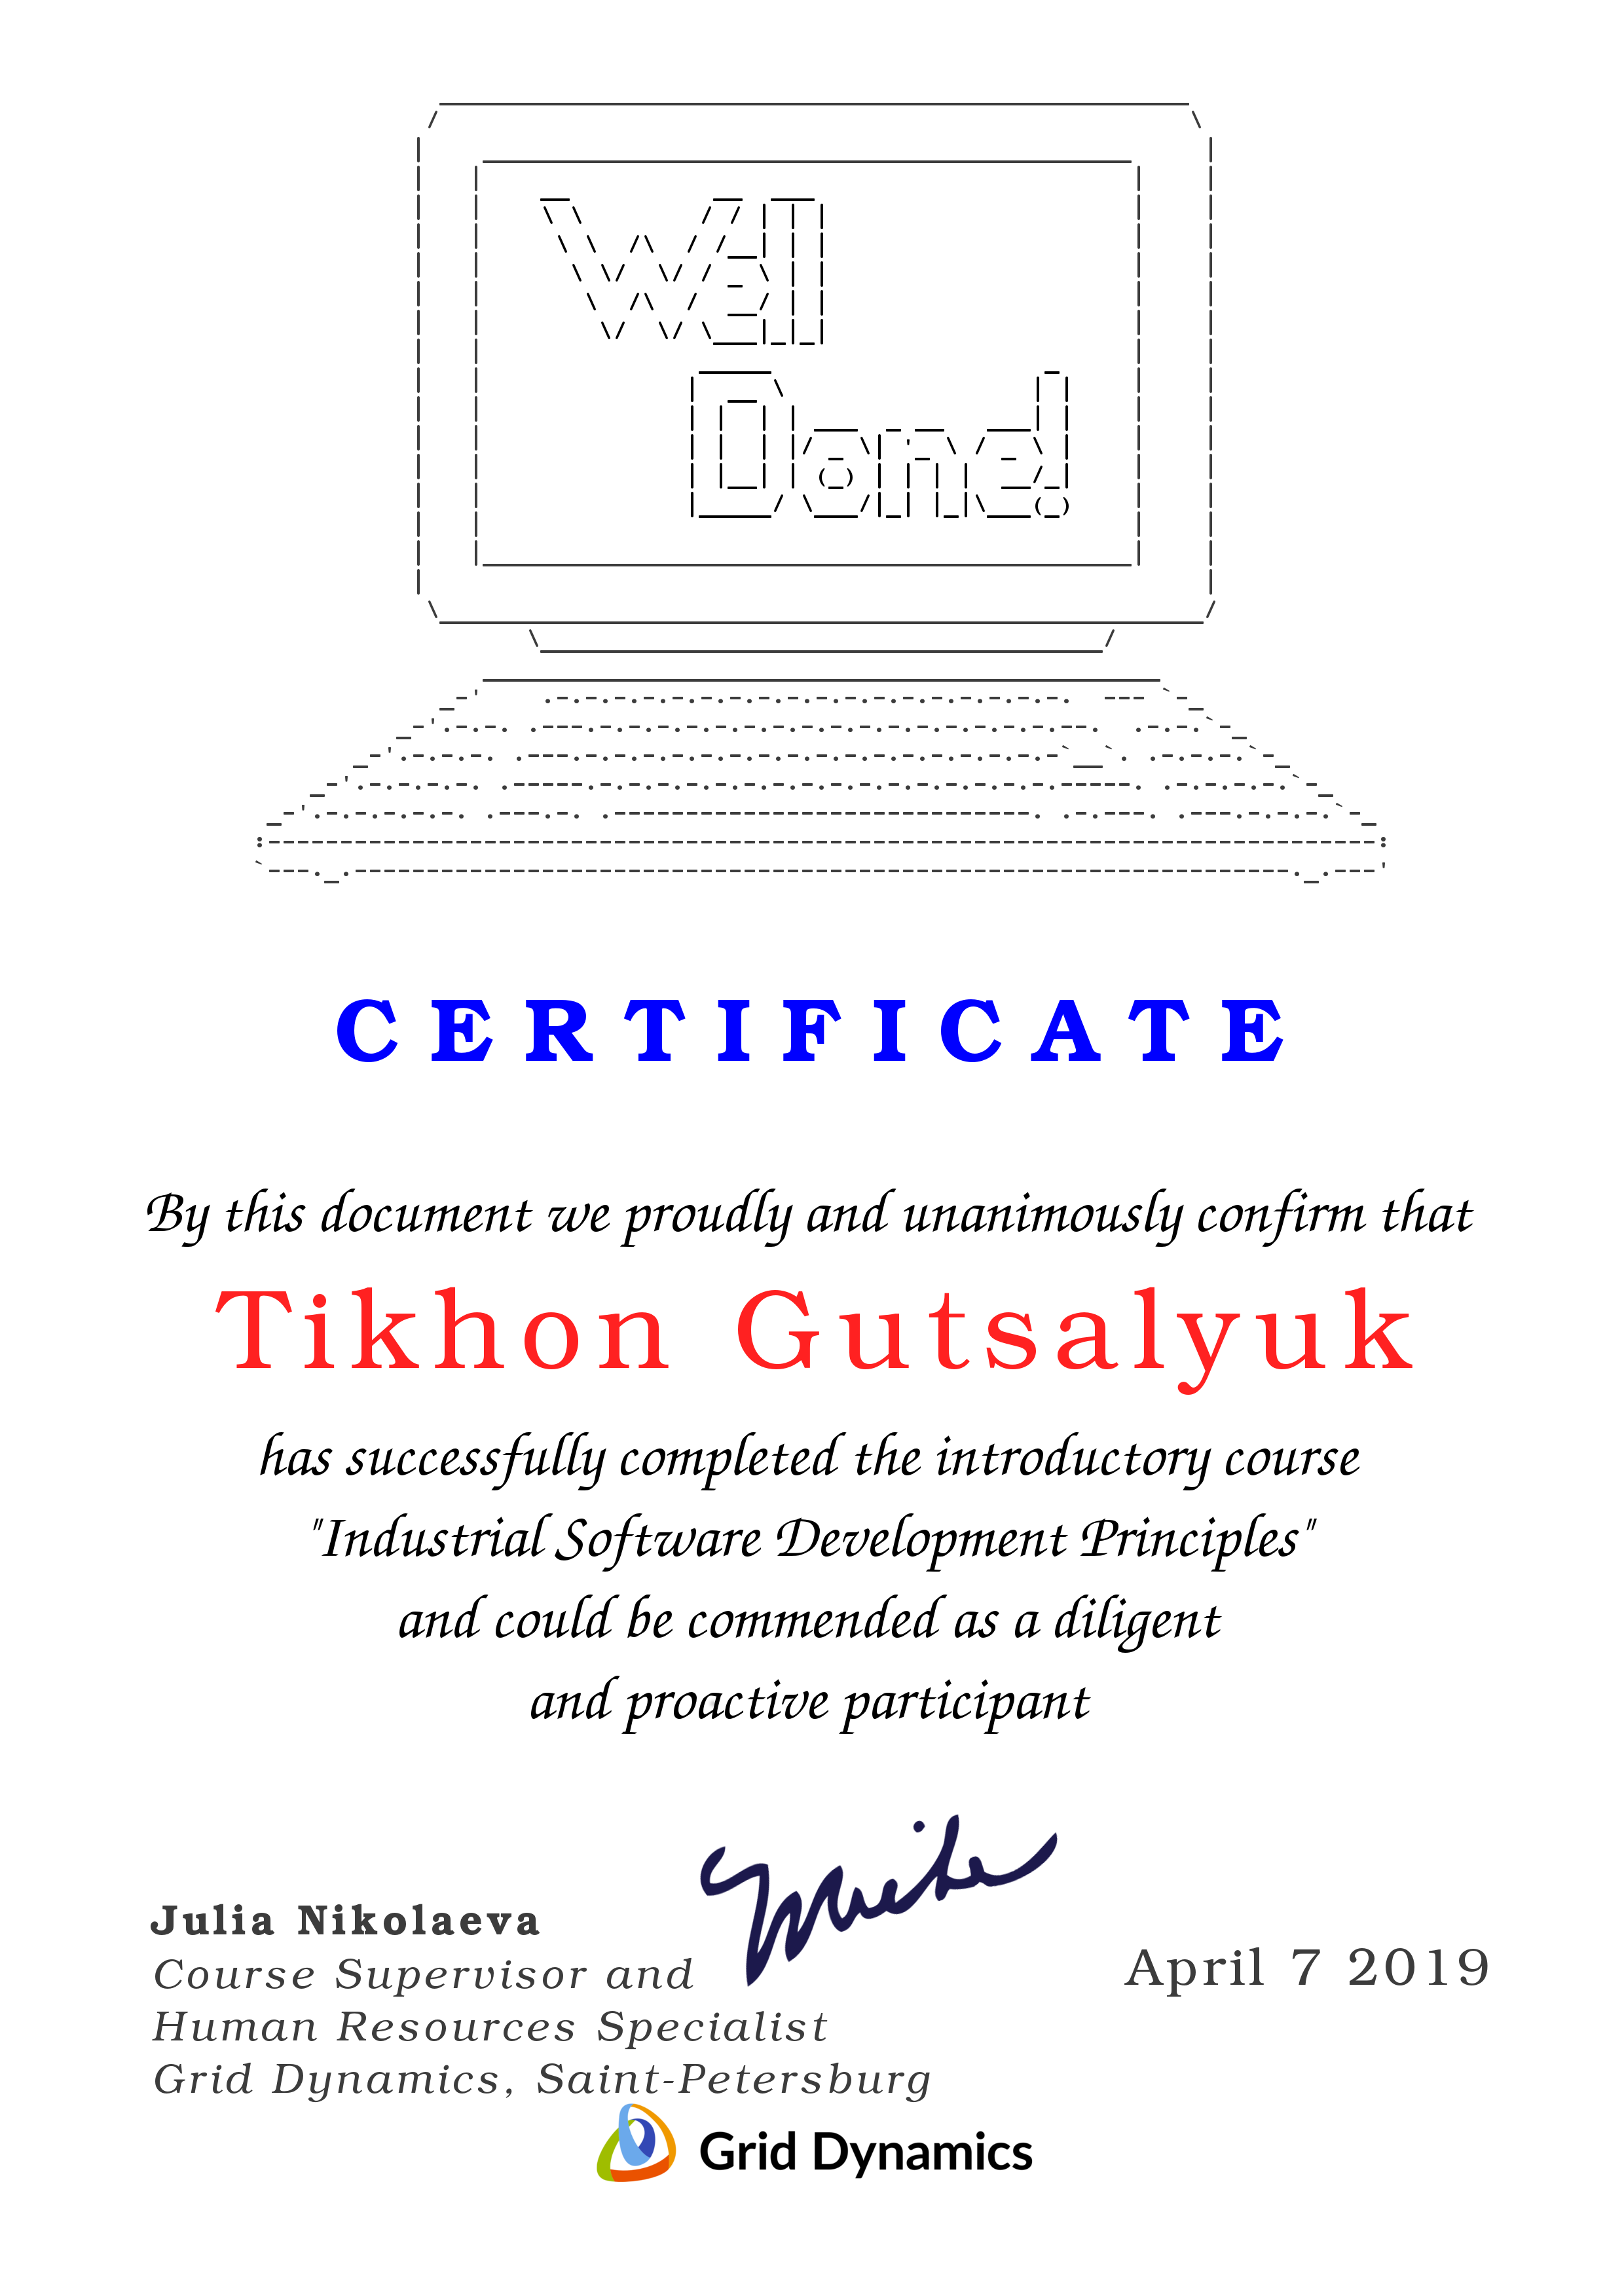 Well
Done!
CERTIFICATE
By this document we proudly and unanimously confirm that
Tikhon Gutsalyuk
has successfully completed the introductory course
"Industrial Software Development Principles"
and could be commended as a diligent
and proactive participant
Julia Nikolaeva
Course Supervisor and
Human Resources Specialist
Grid Dynamics, Saint-Petersburg
April 7 2019
Grid Dynamics